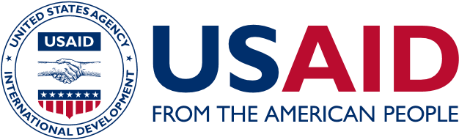 UNITED STATES AGENCY
USAID
INTERNATIONAL DEVELOPMENT
USAID
FROM THE AMERICAN PEOPLE